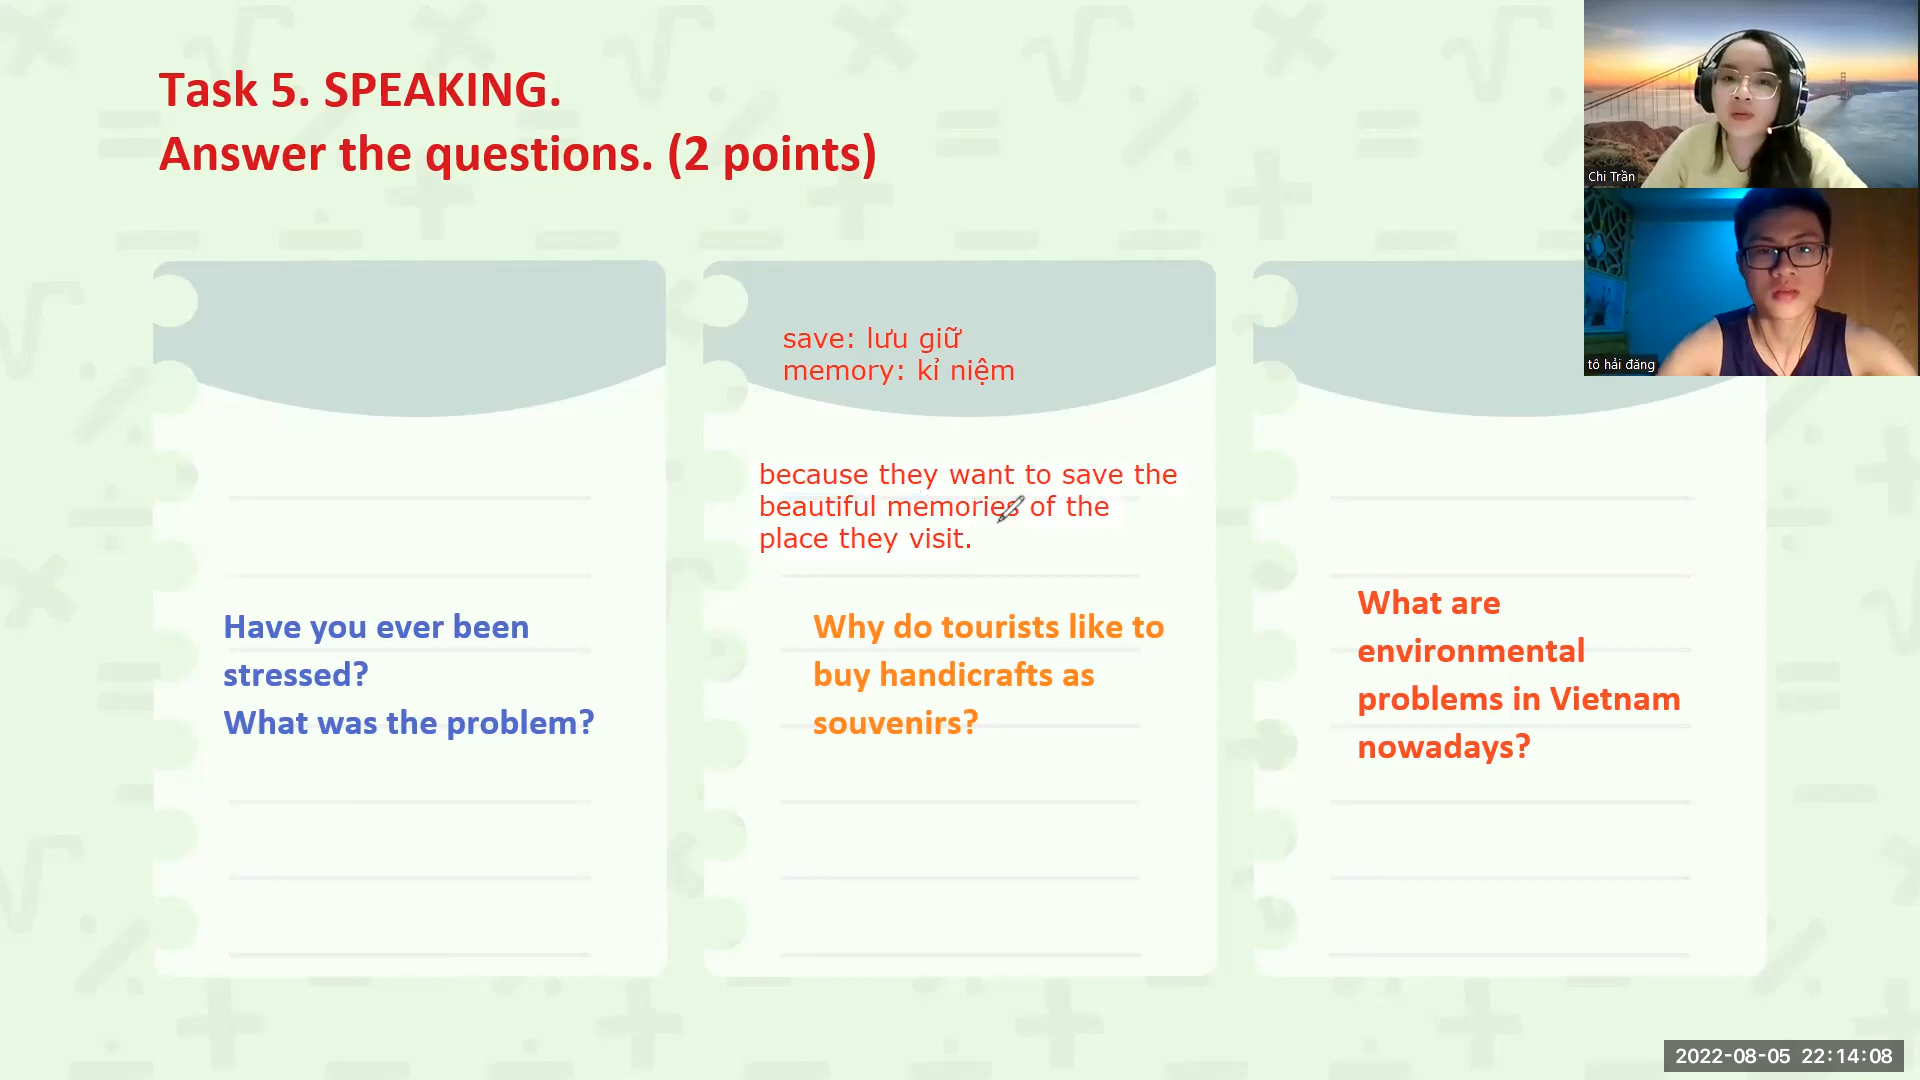 Task 5. SPEAKING.
Answer the questions. (2 points)
Chi Trần
tô hải đăng
save: lưu giữ
memory: kỉ niệm
because they want to save the
beautiful memories of the
place they visit.
Have you ever been
stressed?
What was the problem?
Why do tourists like to
buy handicrafts as
souvenirs?
What are
environmental
problems in Vietnam
nowadays?
2022-08-05 22:14:08